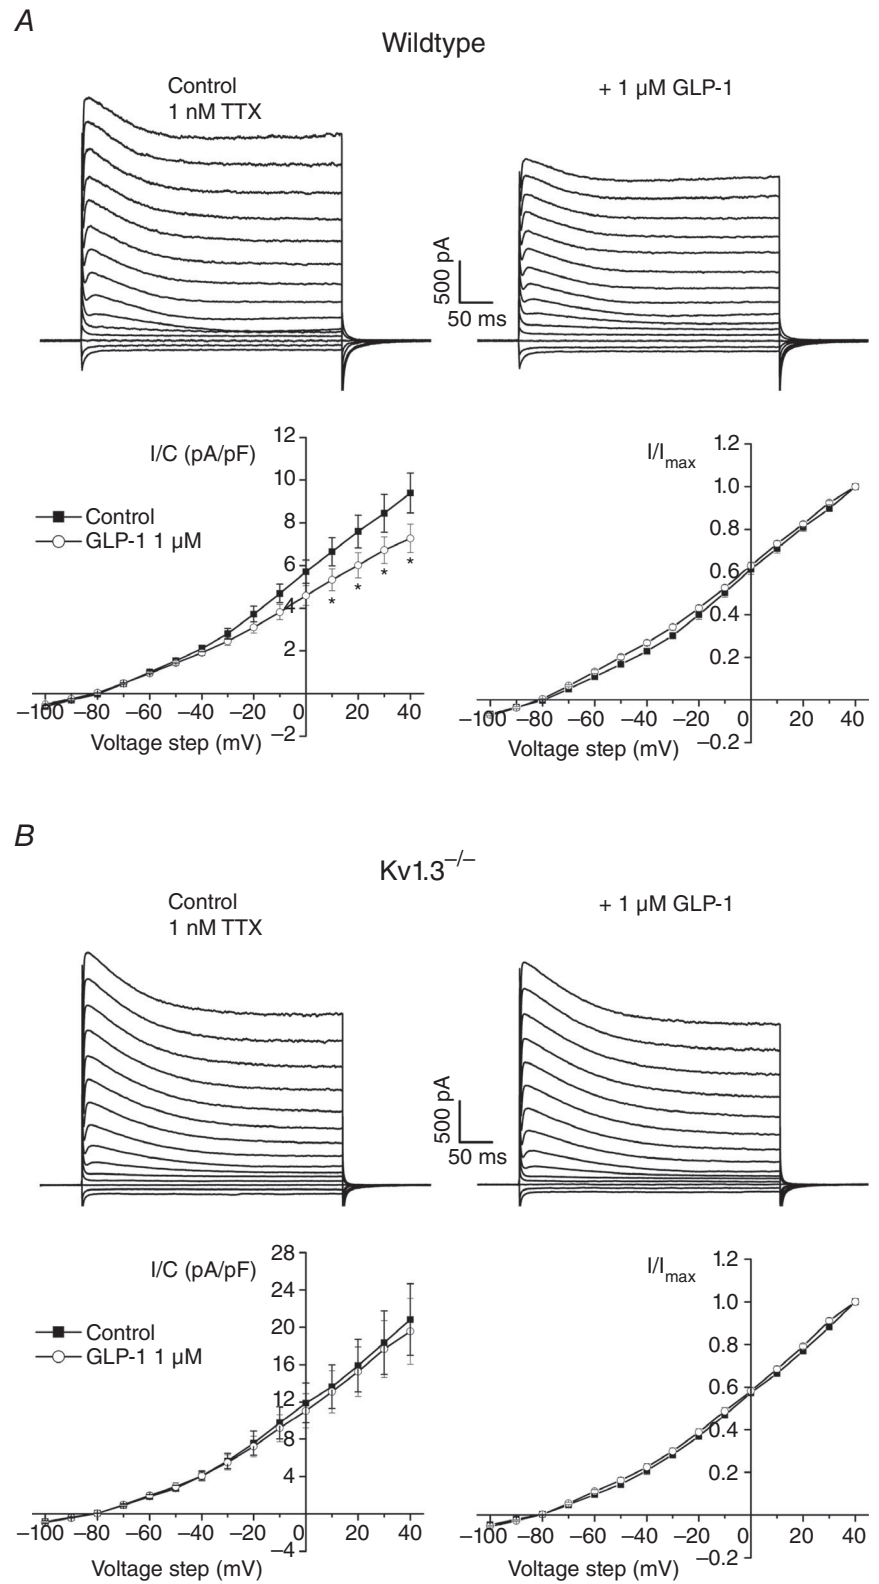 A
Wildtype
Control
1 nM TTX
+ 1 µM GLP-1
500 pA
50 ms
I/C (pA/pF)
12
10
8
6
4
2
−2
Control
GLP-1 1 µM
* * * *
−100 −80 −60 −40 −20 0 20 40
Voltage step (mV)
I/Imax
1.2
1.0
0.8
0.6
0.4
0.2
−0.2
−100 −80 −60 −40 −20 0 20 40
Voltage step (mV)
B
Kv1.3−/−
Control
1 nM TTX
+ 1 µM GLP-1
500 pA
50 ms
I/C (pA/pF)
28
24
20
16
12
8
4
−4
Control
GLP-1 1 µM
−100 −80 −60 −40 −20 0 20 40
Voltage step (mV)
I/Imax
1.2
1.0
0.8
0.6
0.4
0.2
−0.2
−100 −80 −60 −40 −20 0 20 40
Voltage step (mV)